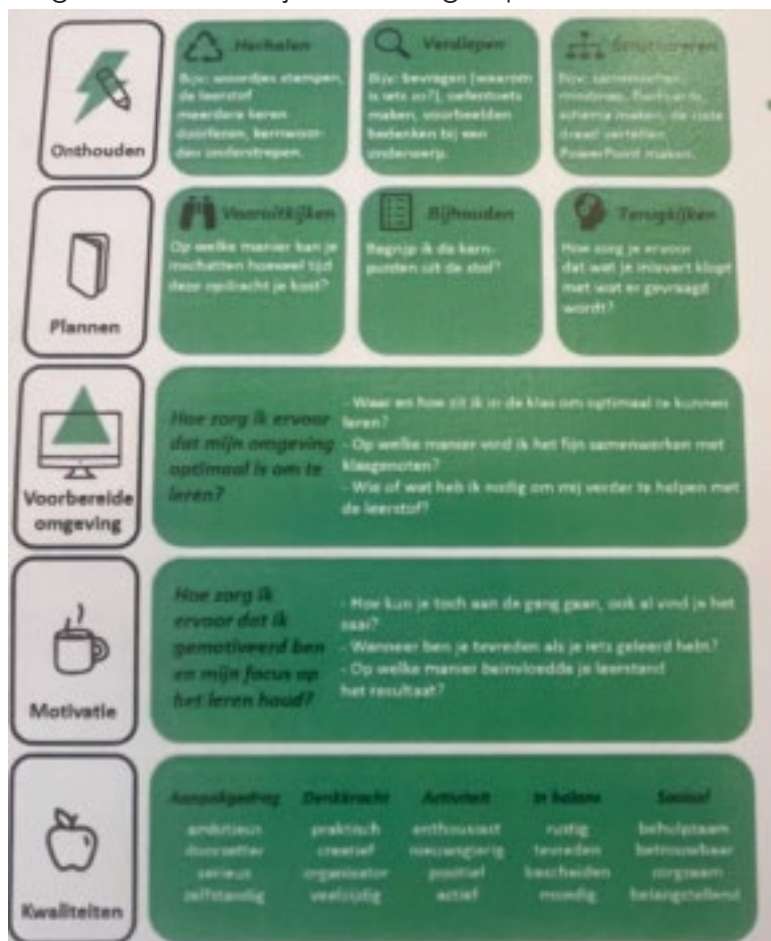 Onthouden
Herhalen
Bijv: woordjes stampen,
de leerstof
meerdere keren
doorlezen, kernwoor-
den onderstrepen.
Verdiepen
Bijv: bevragen (waarom
is iets zo?), oefentoets
maken, voorbeelden
bedenken bij een
onderwerp.
Structureren
Bijv: samenvatten,
mindmap, flashcards,
schema maken, de rode
draad vertellen,
PowerPoint maken.
Plannen
Vooruitkijken
Op welke manier kan je
inschatten hoeveel tijd
deze opdracht je kost?
Bijhouden
Begrijp ik de kern-
punten uit de stof?
Terugkijken
Hoe zorg je ervoor
dat wat je inlevert klopt
met wat er gevraagd
wordt?
Voorbereide
omgeving
Hoe zorg ik ervoor
dat mijn omgeving
optimaal is om te
leren?
- Waar en hoe zit ik in de klas om optimaal te kunnen
leren?
- Op welke manier vind ik het fijn samenwerken met
klasgenoten?
- Wie of wat heb ik nodig om mij verder te helpen met
de leerstof?
Motivatie
Hoe zorg ik
ervoor dat ik
gemotiveerd ben
en mijn focus op
het leren houd?
- Hoe kun je toch aan de gang gaan, ook al vind je het
saai?
- Wanneer ben je tevreden als je iets geleerd hebt?
- Op welke manier beïnvloedde je leerstand
het resultaat?
Kwaliteiten
Aanpakgedrag
ambitieus
doorzetter
serieus
zelfstandig
Denkkracht
praktisch
creatief
organisator
veelzijdig
Activiteit
enthousiast
nieuwsgierig
positief
actief
In balans
rustig
tevreden
bescheiden
moedig
Sociaal
behulpzaam
betrouwbaar
zorgzaam
belangstellend